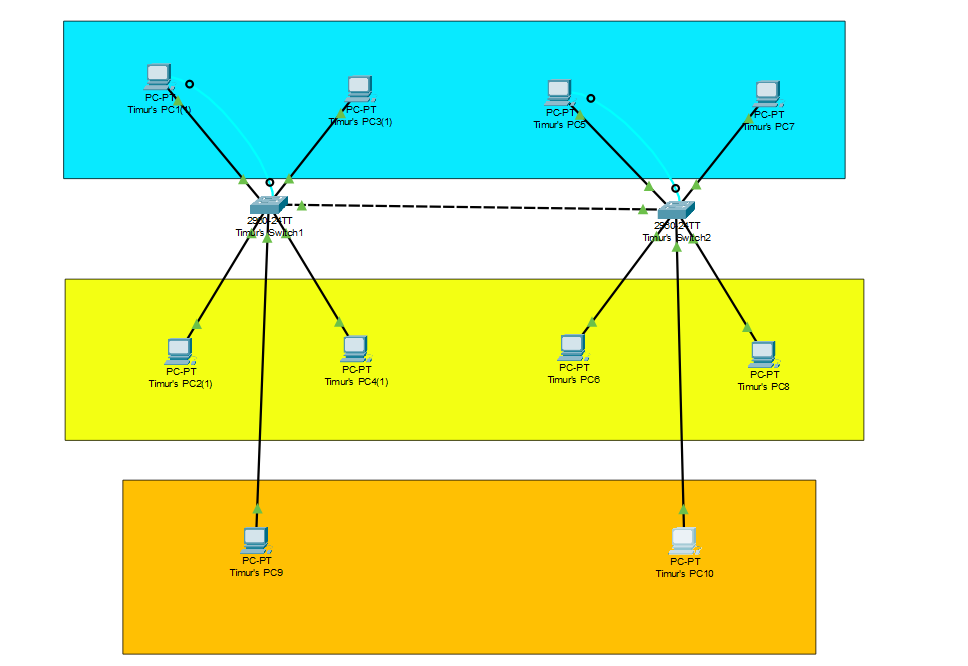 PC-PT
Timur's PC1(1)
PC-PT
Timur's PC3(1)
PC-PT
Timur's PC5
PC-PT
Timur's PC7
2960-24TT
Timur's Switch1
2960-24TT
Timur's Switch2
PC-PT
Timur's PC2(1)
PC-PT
Timur's PC4(1)
PC-PT
Timur's PC6
PC-PT
Timur's PC8
PC-PT
Timur's PC9
PC-PT
Timur's PC10